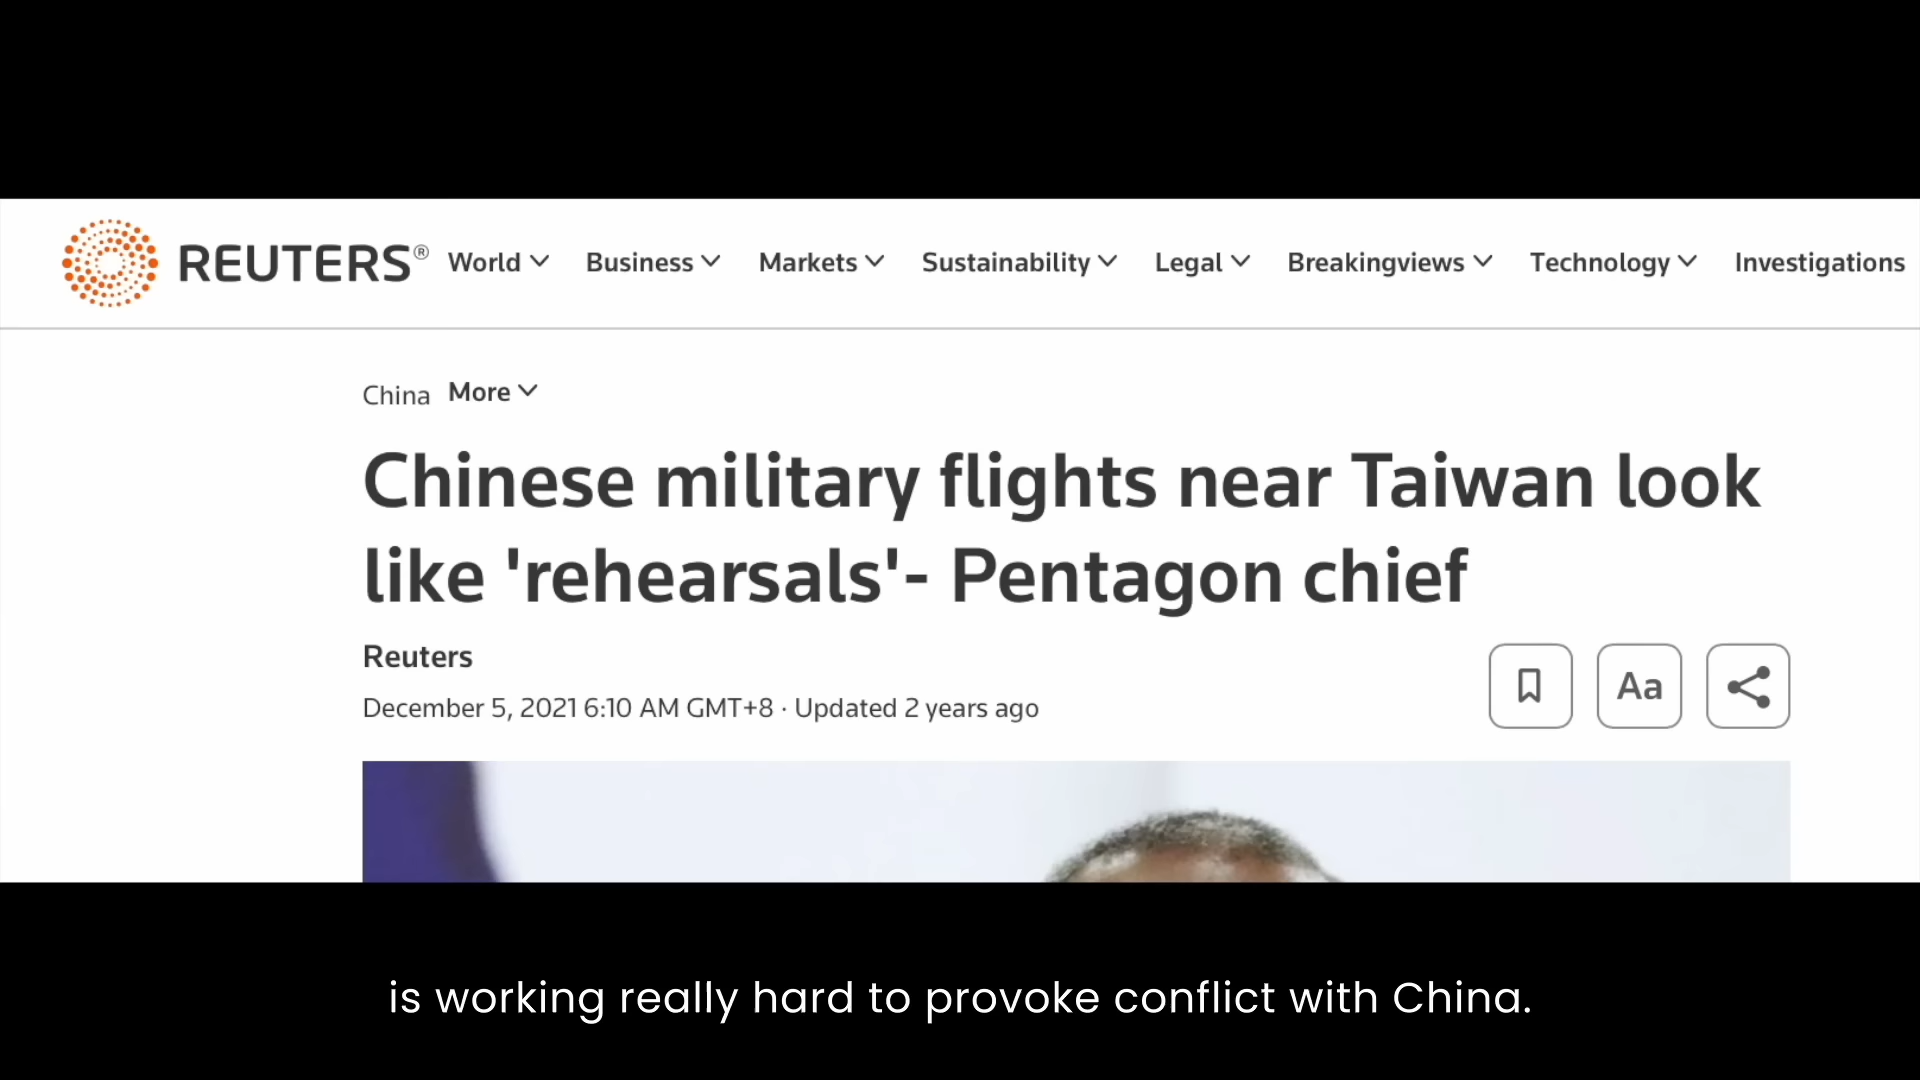 REUTERS® World Business Markets Sustainability Legal Breakingviews Technology Investigations
China More
Chinese military flights near Taiwan look
like 'rehearsals'- Pentagon chief
Reuters
December 5, 2021 6:10 AM GMT+8 · Updated 2 years ago
Aa
is working really hard to provoke conflict with China.